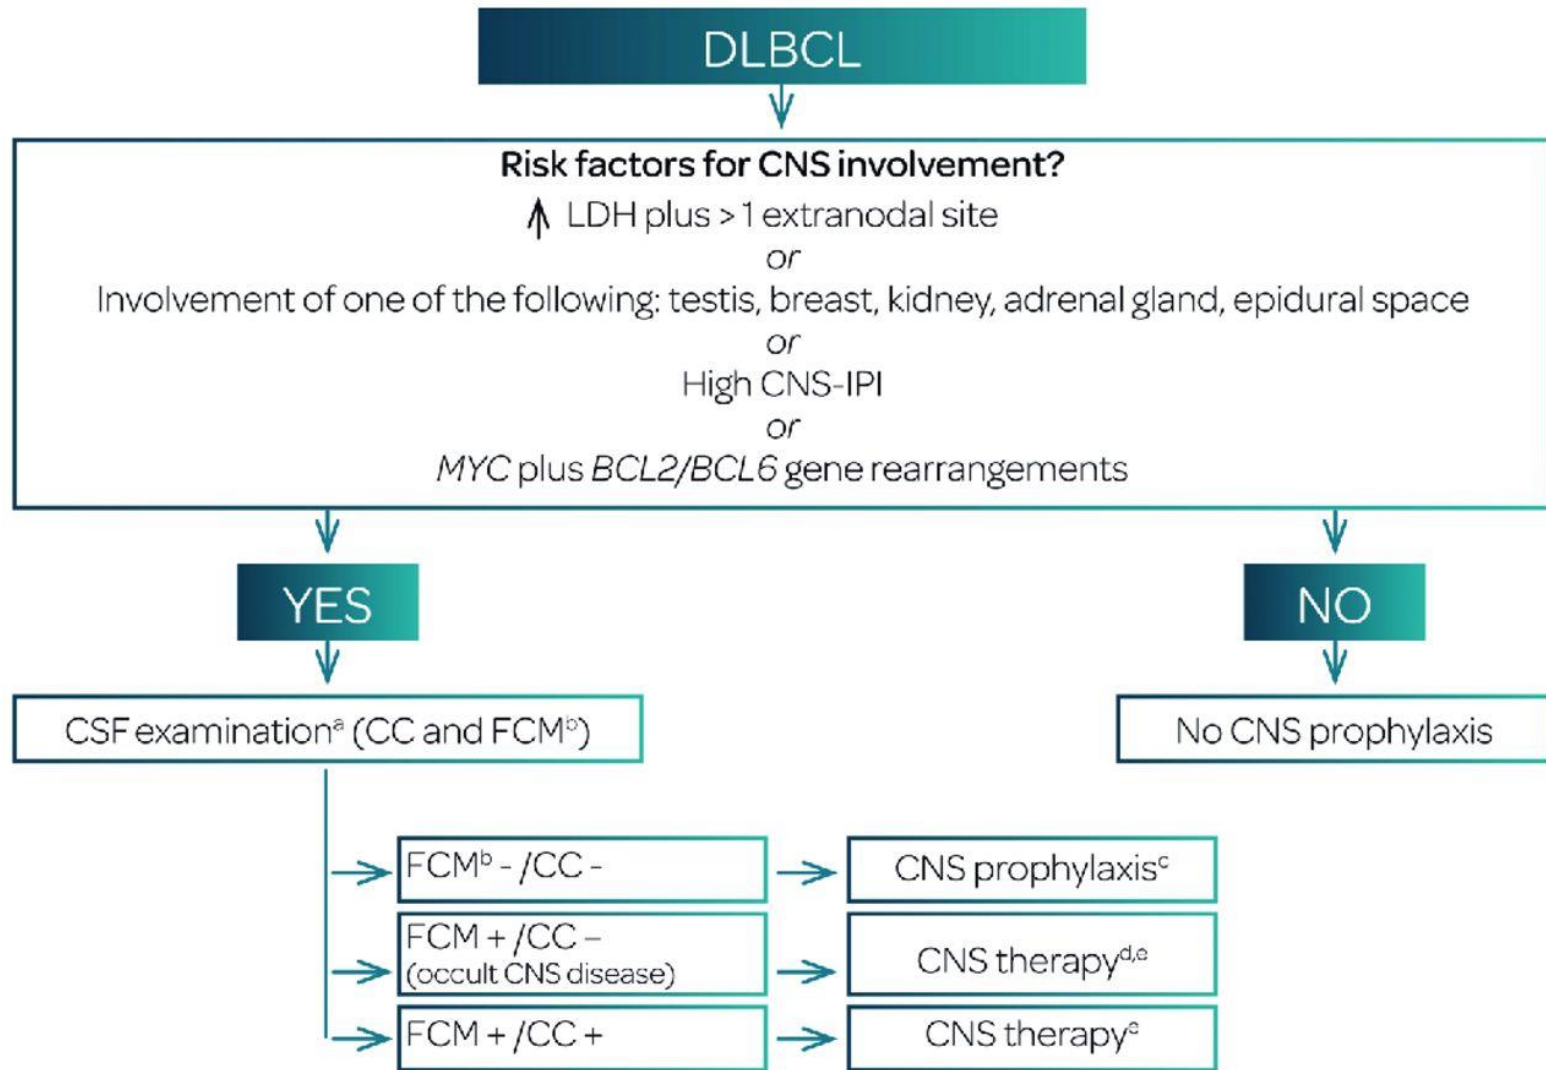 DLBCL
Risk factors for CNS involvement?
↑ LDH plus > 1 extranodal site
or
Involvement of one of the following: testis, breast, kidney, adrenal gland, epidural space
or
High CNS-IPI
or
MYC plus BCL2/BCL6 gene rearrangements
YES
NO
CSF examinationᵃ (CC and FCMᵇ)
No CNS prophylaxis
FCMᵇ - /CC -
CNS prophylaxisᶜ
FCM + /CC –
(occult CNS disease)
CNS therapyᵈ,ᵉ
FCM + /CC +
CNS therapyᵉ